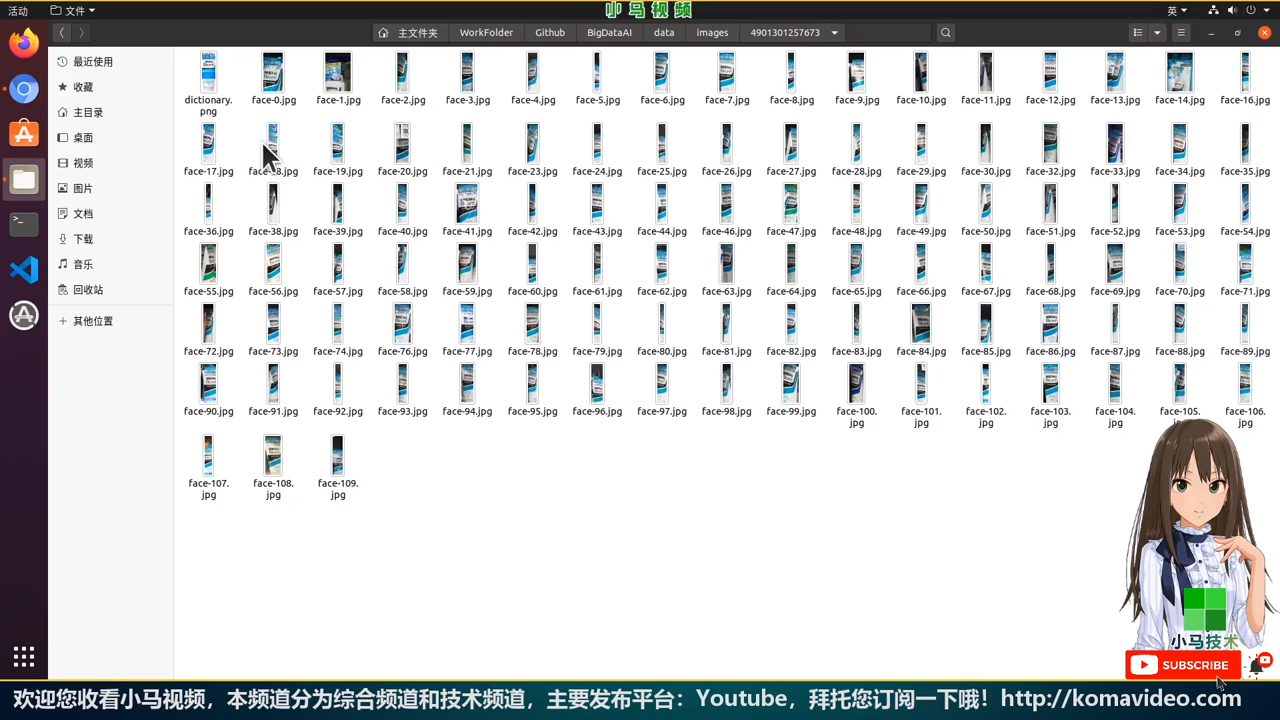 小马视频
活动 文件 英
主文件夹 WorkFolder Github BigDataAI data images 4901301257673
最近使用
收藏
主目录
桌面
视频
图片
文档
下载
音乐
回收站
其他位置
dictionary.png face-0.jpg face-1.jpg face-2.jpg face-3.jpg face-4.jpg face-5.jpg face-6.jpg face-7.jpg face-8.jpg face-9.jpg face-10.jpg face-11.jpg face-12.jpg face-13.jpg face-14.jpg face-16.jpg
face-17.jpg face-19.jpg face-20.jpg face-21.jpg face-23.jpg face-24.jpg face-25.jpg face-26.jpg face-27.jpg face-28.jpg face-29.jpg face-30.jpg face-32.jpg face-33.jpg face-34.jpg face-35.jpg
face-36.jpg face-38.jpg face-39.jpg face-40.jpg face-41.jpg face-42.jpg face-43.jpg face-44.jpg face-46.jpg face-47.jpg face-48.jpg face-49.jpg face-50.jpg face-51.jpg face-52.jpg face-53.jpg face-54.jpg
face-55.jpg face-56.jpg face-57.jpg face-58.jpg face-59.jpg face-60.jpg face-61.jpg face-62.jpg face-63.jpg face-64.jpg face-65.jpg face-66.jpg face-67.jpg face-68.jpg face-69.jpg face-70.jpg face-71.jpg
face-72.jpg face-73.jpg face-74.jpg face-76.jpg face-77.jpg face-78.jpg face-79.jpg face-80.jpg face-81.jpg face-82.jpg face-83.jpg face-84.jpg face-85.jpg face-86.jpg face-87.jpg face-88.jpg face-89.jpg
face-90.jpg face-91.jpg face-92.jpg face-93.jpg face-94.jpg face-95.jpg face-96.jpg face-97.jpg face-98.jpg face-99.jpg face-100.jpg face-101.jpg face-102.jpg face-103.jpg face-104.jpg face-105. face-106.jpg
face-107.jpg face-108.jpg face-109.jpg
小马技术
SUBSCRIBE
欢迎您收看小马视频，本频道分为综合频道和技术频道，主要发布平台：Youtube，拜托您订阅一下哦！http://komavideo.com